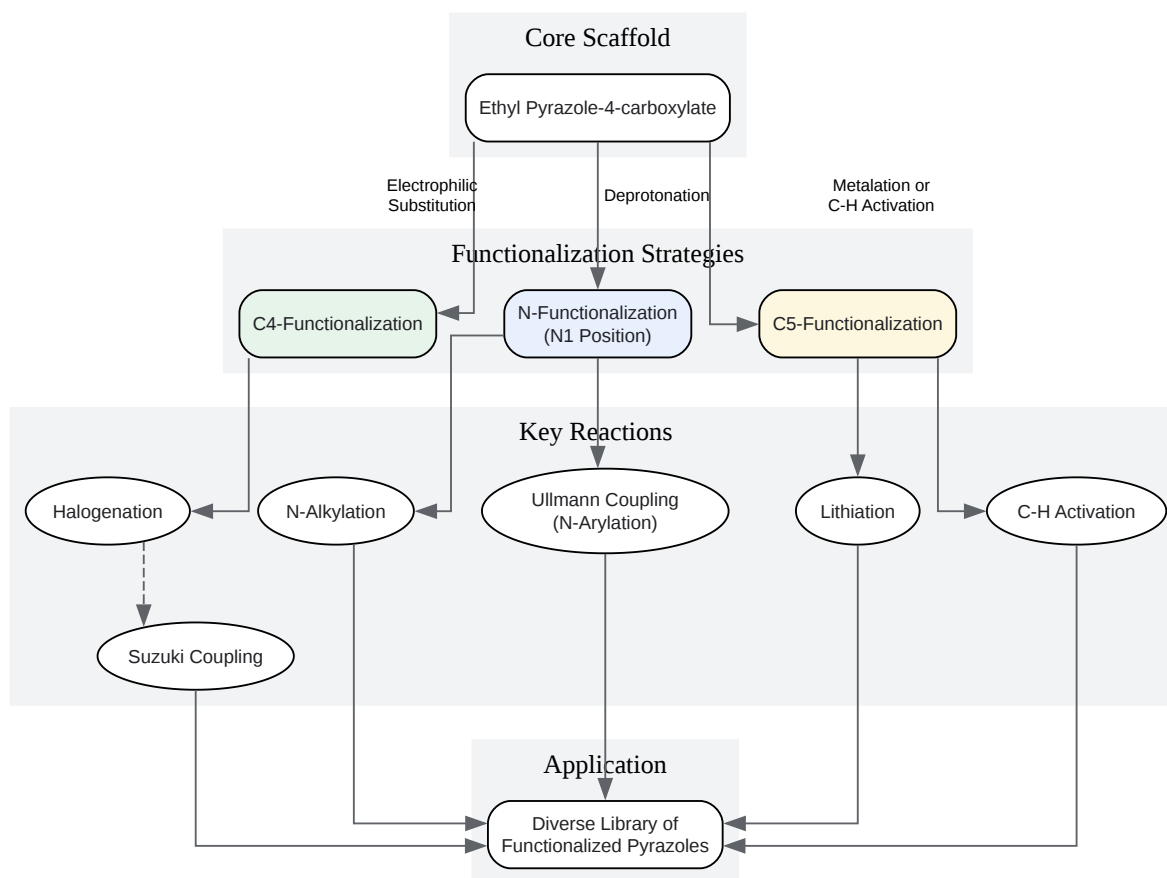 Core Scaffold
Ethyl Pyrazole-4-carboxylate
Electrophilic
Substitution
Deprotonation
Metalation or
C-H Activation
Functionalization Strategies
C4-Functionalization
N-Functionalization
(N1 Position)
C5-Functionalization
Key Reactions
Halogenation
N-Alkylation
Ullmann Coupling
(N-Arylation)
Lithiation
C-H Activation
Suzuki Coupling
Application
Diverse Library of
Functionalized Pyrazoles